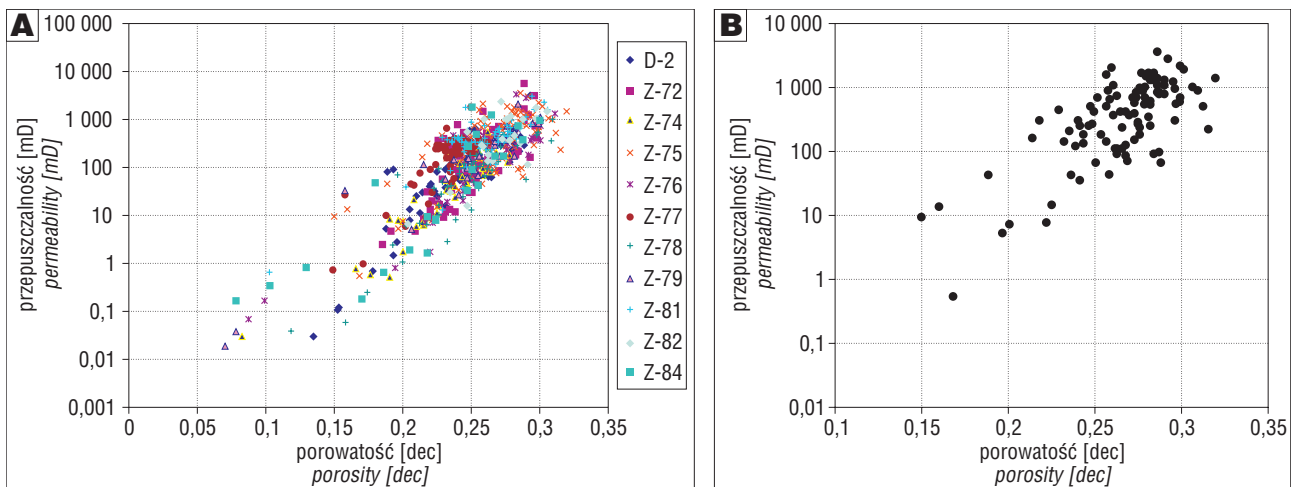 A
100 000
10 000
1 000
100
10
1
0,1
0,01
0,001
przepuszczalność [mD]
permeability [mD]
0
0,05
0,1
0,15
0,2
0,25
0,3
0,35
porowatość [dec]
porosity [dec]
D-2
Z-72
Z-74
Z-75
Z-76
Z-77
Z-78
Z-79
Z-81
Z-82
Z-84
B
10 000
1 000
100
10
1
0,1
0,01
przepuszczalność [mD]
permeability [mD]
0,1
0,15
0,2
0,25
0,3
0,35
porowatość [dec]
porosity [dec]